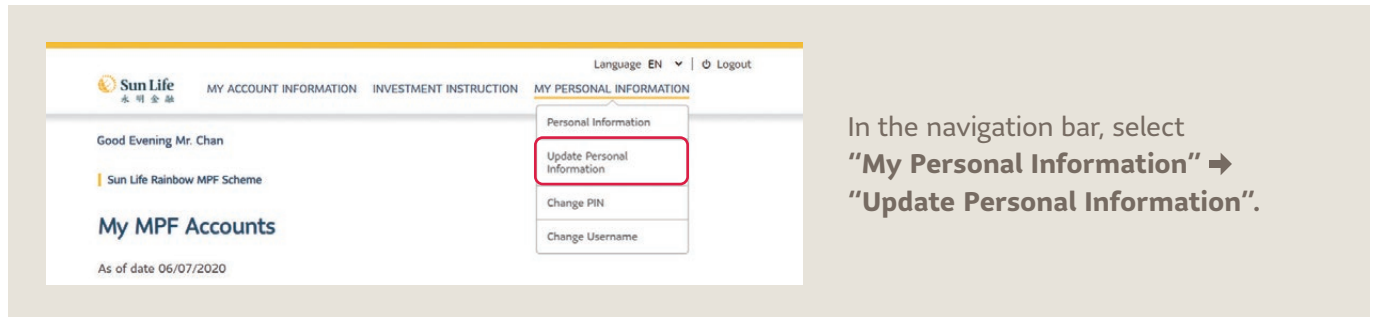 Language EN | Logout
Sun Life
永明金融
MY ACCOUNT INFORMATION INVESTMENT INSTRUCTION MY PERSONAL INFORMATION
Good Evening Mr. Chan
Sun Life Rainbow MPF Scheme
My MPF Accounts
As of date 06/07/2020
Personal Information
Update Personal
Information
Change PIN
Change Username
In the navigation bar, select
“My Personal Information” ➜
“Update Personal Information”.